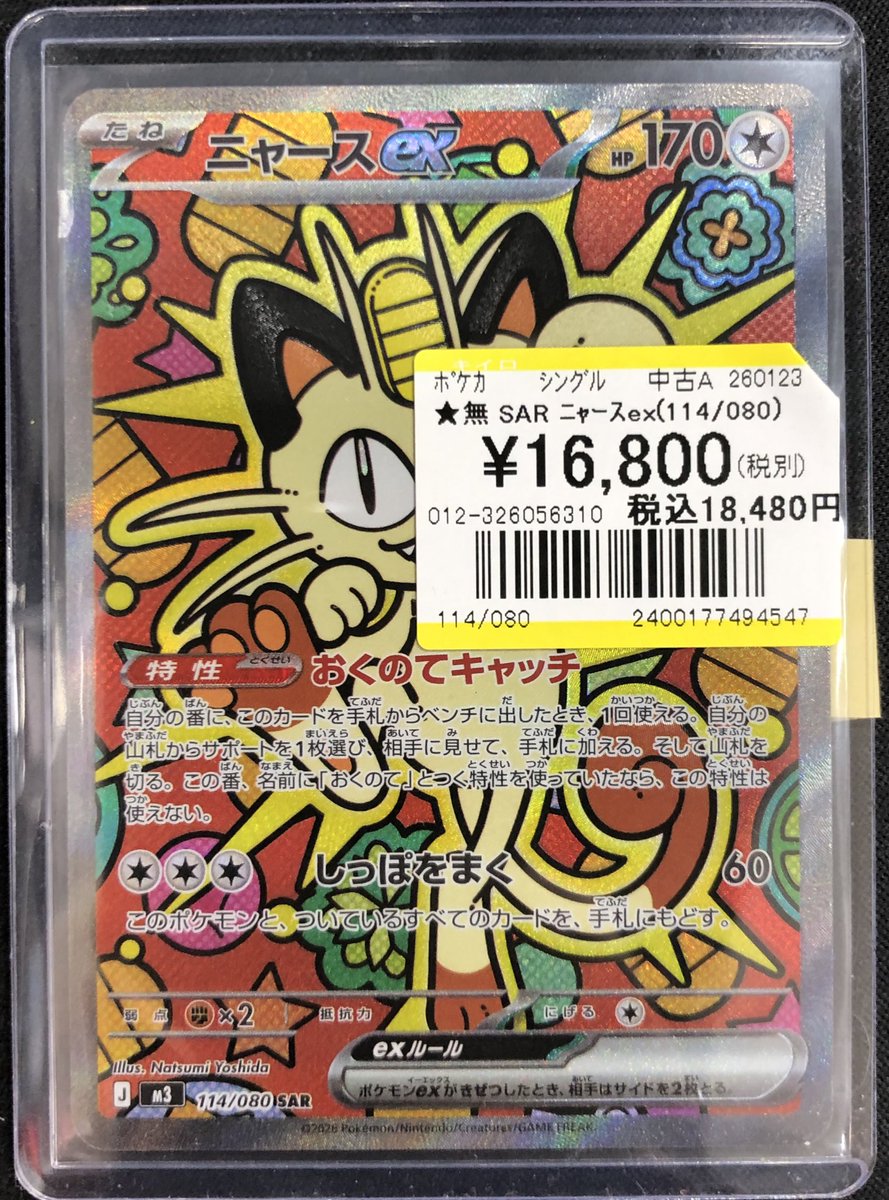 たね
ニャースex HP 170
ポケカ シングル 中古A 260123
★無 SAR ニャースex(114/080)
¥16,800(税別)
012-326056310 税込18,480円
114/080 2400177494547
特性 とくせい おくのてキャッチ
自分の番に、このカードを手札からベンチに出したとき、1回使える。自分の
山札からサポートを1枚選び、相手に見せて、手札に加える。そして山札を
切る。この番、名前に「おくのて」とつく特性を使っていたなら、この特性は
使えない。
しっぽをまく 60
このポケモンと、ついているすべてのカードを、手札にもどす。
弱点 ×2 抵抗力 にげる
exルール
ポケモンexがきぜつしたとき、相手はサイドを2枚とる。
Illus. Natsumi Yoshida
J M3 114/080 SAR
©2026 Pokémon/Nintendo/Creatures/GAME FREAK.